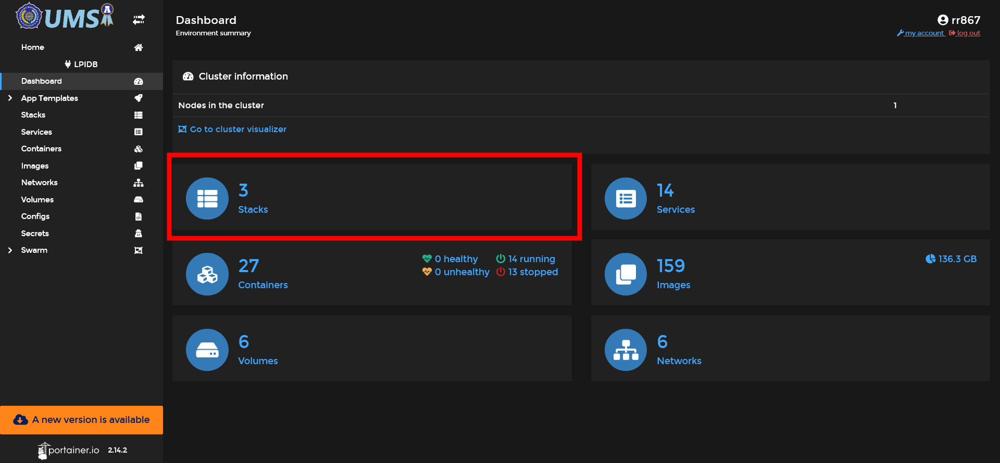 UMS A
Home
LPIDB
Dashboard
App Templates
Stacks
Services
Containers
Images
Networks
Volumes
Configs
Secrets
Swarm
A new version is available
portainer.io 2.14.2
Dashboard
Environment summary
rr867
my account log out
Cluster information
Nodes in the cluster 1
Go to cluster visualizer
3
Stacks
14
Services
27
Containers
0 healthy 14 running
0 unhealthy 13 stopped
159
Images
136.3 GB
6
Volumes
6
Networks